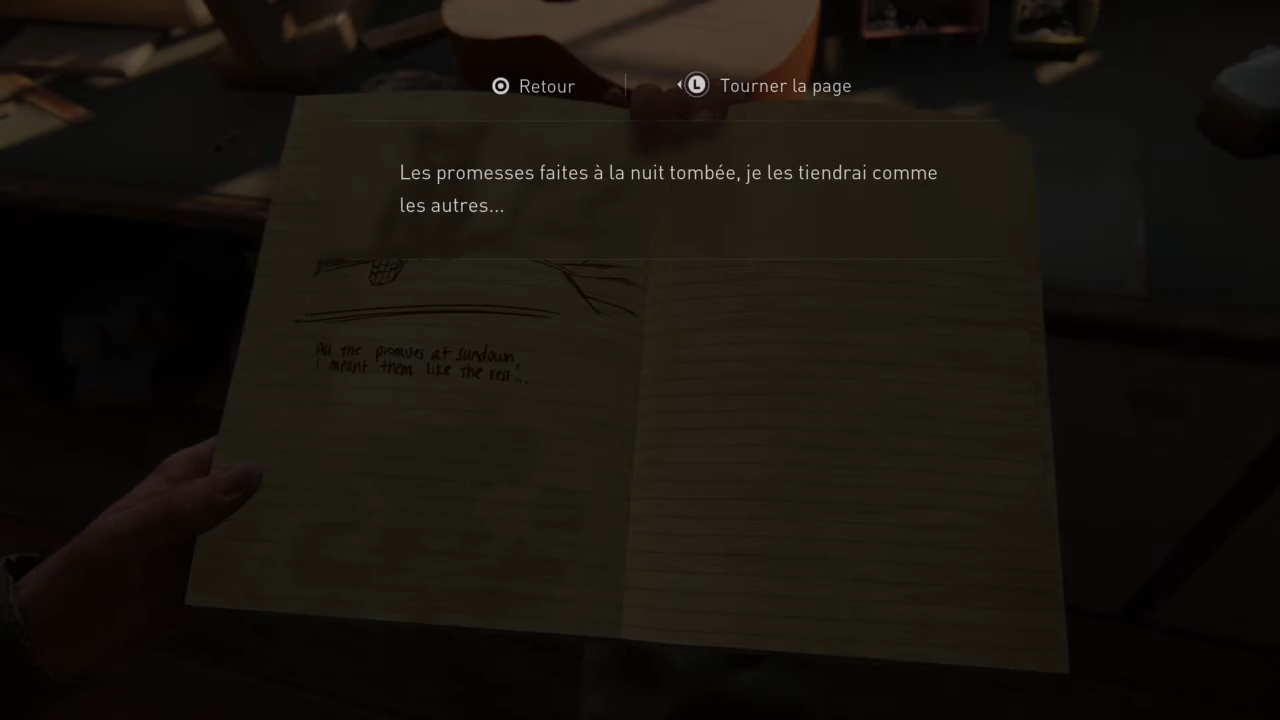 Retour
L Tourner la page
Les promesses faites à la nuit tombée, je les tiendrai comme
les autres...
All the promises at sundown,
I meant them like the rest...